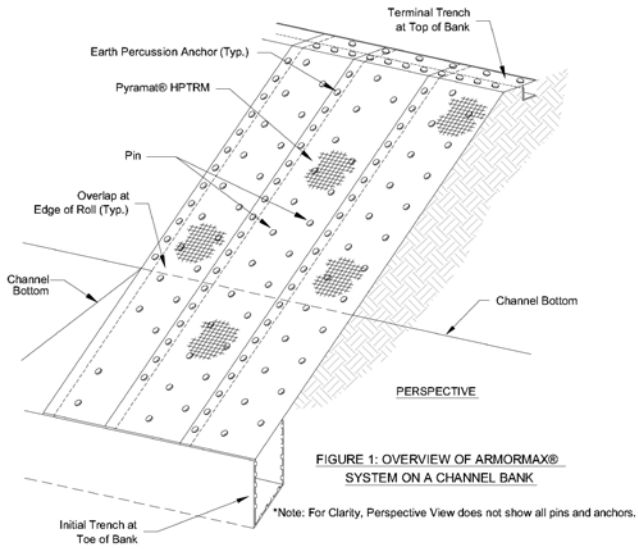 Terminal Trench
at Top of Bank
Earth Percussion Anchor (Typ.)
Pyramat® HPTRM
Pin
Overlap at
Edge of Roll (Typ.)
Channel
Bottom
Channel Bottom
PERSPECTIVE
FIGURE 1: OVERVIEW OF ARMORMAX®
SYSTEM ON A CHANNEL BANK
*Note: For Clarity, Perspective View does not show all pins and anchors.
Initial Trench at
Toe of Bank